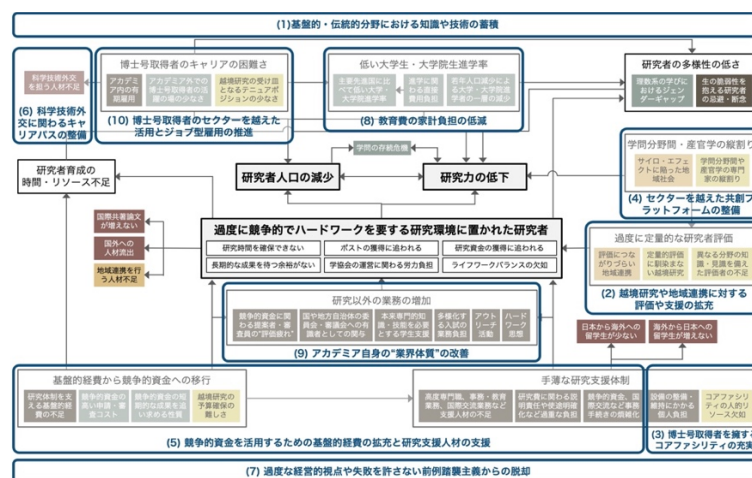 (1)基盤的・伝統的分野における知識や技術の蓄積
博士号取得者のキャリアの困難さ
アカデミア内の有期雇用
アカデミア外での博士号取得者の活躍の場の少なさ
越境研究の受け皿となるテニュアポジションの少なさ
科学技術外交を担う人材不足
(6) 科学技術外交に関わるキャリアパスの整備
(10) 博士号取得者のセクターを越えた活用とジョブ型雇用の推進
低い大学生・大学院生進学率
主要先進国に比べて低い大学・大学院進学率
進学に関わる直接費用負担
若年人口減少による大学・大学院進学者の一層の減少
(8) 教育費の家計負担の低減
研究者の多様性の低さ
理数系の学びにおけるジェンダーギャップ
生の脆弱性を抱える研究者の忌避・断念
学問分野間・産官学の縦割り
サイロ・エフェクトに陥った地域社会
学問分野間や産官学の専門家の縦割り
(4) セクターを越えた共創プラットフォームの整備
研究者育成の時間・リソース不足
学問の存続危機
研究者人口の減少
研究力の低下
過度に競争的でハードワークを要する研究環境に置かれた研究者
研究時間を確保できない
ポストの獲得に追われる
研究資金の獲得に追われる
長期的な成果を待つ余裕がない
学協会の運営に関わる労力負担
ライフワークバランスの欠如
国際共著論文が増えない
国外への人材流出
地域連携を行う人材不足
過度に定量的な研究者評価
評価につながりづらい地域連携
定量的評価に馴染まない越境研究
異なる分野の知識・見識を備えた評価者の不足
(2) 越境研究や地域連携に対する評価や支援の拡充
研究以外の業務の増加
競争的資金に関わる提案者・審査員の“評価疲れ”
国や地方自治体の委員会・審議会への有識者としての関与
本来専門的知識・技能を必要とする学生支援
多様化する入試の業務負担
アウトリーチ活動
ハードワーク思想
(9) アカデミア自身の“業界体質”の改善
日本から海外への留学生が少ない
海外から日本への留学生が増えない
基盤的経費から競争的資金への移行
研究体制を支える基盤的経費の不足
競争的資金の高い申請・審査コスト
競争的資金の短期的な成果を追い求める性質
越境研究の予算確保の難しさ
手薄な研究支援体制
高度専門職、事務・教育業務、国際交流業務など支援人材の不足
研究費に関わる説明責任や使途明確化など過重な負担
競争的資金、国際交流など事務手続きの煩雑化
(5) 競争的資金を活用するための基盤的経費の拡充と研究支援人材の支援
設備の整備・維持にかかる個人負担
コアファシリティの人的リソース欠如
(3) 博士号取得者を擁する
コアファシリティの充実
(7) 過度な経営的視点や失敗を許さない前例踏襲主義からの脱却